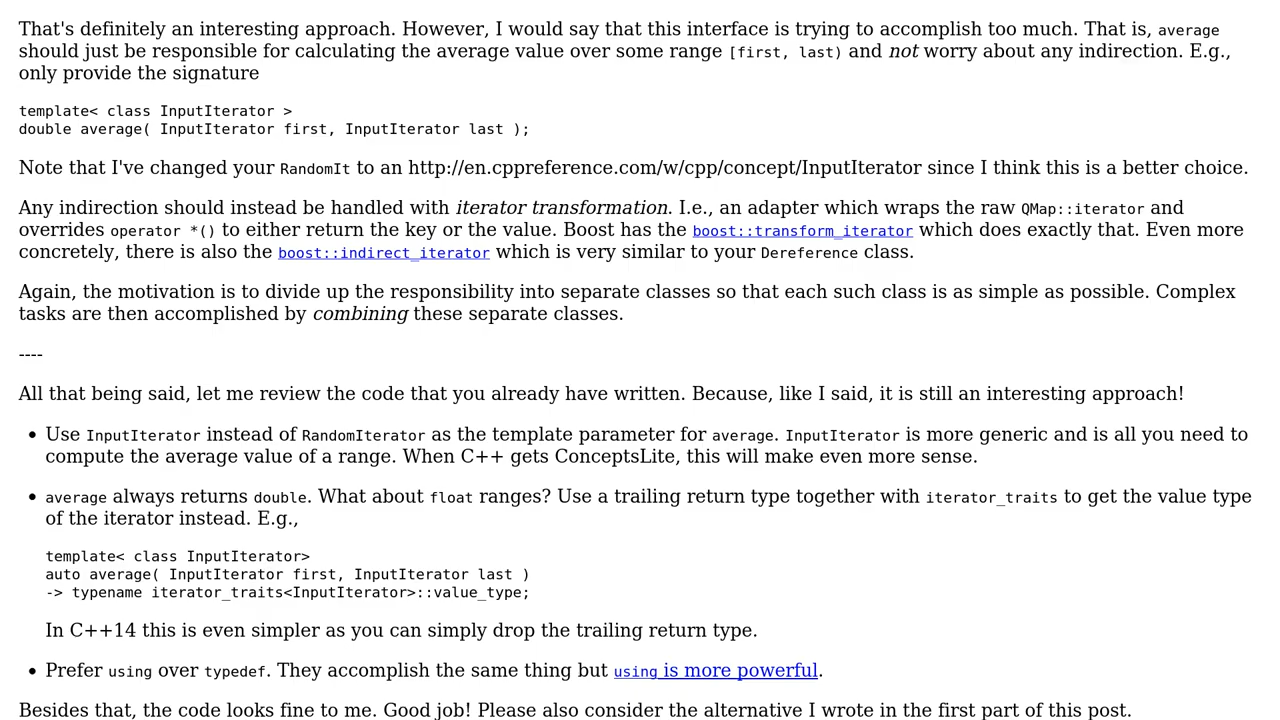 That's definitely an interesting approach. However, I would say that this interface is trying to accomplish too much. That is, average
should just be responsible for calculating the average value over some range [first, last) and not worry about any indirection. E.g.,
only provide the signature
template< class InputIterator >
double average( InputIterator first, InputIterator last );
Note that I've changed your RandomIt to an http://en.cppreference.com/w/cpp/concept/InputIterator since I think this is a better choice.
Any indirection should instead be handled with iterator transformation. I.e., an adapter which wraps the raw QMap::iterator and
overrides operator *() to either return the key or the value. Boost has the boost::transform_iterator which does exactly that. Even more
concretely, there is also the boost::indirect_iterator which is very similar to your Dereference class.
Again, the motivation is to divide up the responsibility into separate classes so that each such class is as simple as possible. Complex
tasks are then accomplished by combining these separate classes.
----
All that being said, let me review the code that you already have written. Because, like I said, it is still an interesting approach!
• Use InputIterator instead of RandomIterator as the template parameter for average. InputIterator is more generic and is all you need to
compute the average value of a range. When C++ gets ConceptsLite, this will make even more sense.
• average always returns double. What about float ranges? Use a trailing return type together with iterator_traits to get the value type
of the iterator instead. E.g.,
template< class InputIterator>
auto average( InputIterator first, InputIterator last )
-> typename iterator_traits<InputIterator>::value_type;
In C++14 this is even simpler as you can simply drop the trailing return type.
• Prefer using over typedef. They accomplish the same thing but using is more powerful.
Besides that, the code looks fine to me. Good job! Please also consider the alternative I wrote in the first part of this post.